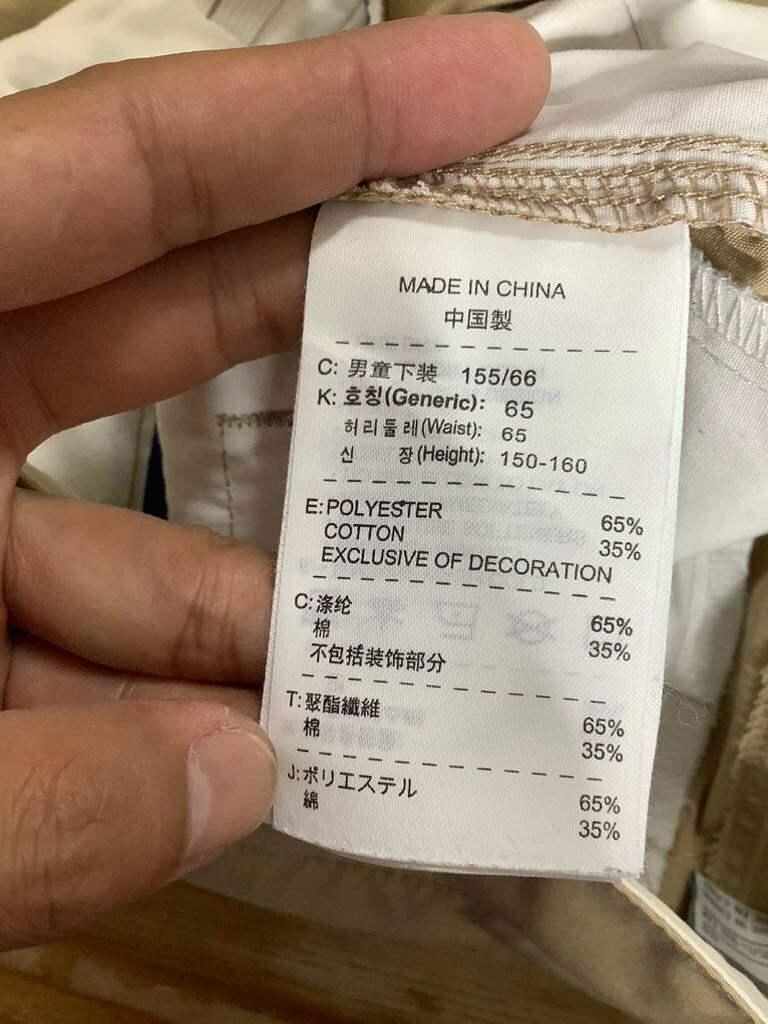 MADE IN CHINA
中国製
C: 男童下装 155/66
K: 호칭(Generic): 65
허리둘레(Waist): 65
신 장(Height): 150-160
E: POLYESTER 65%
COTTON 35%
EXCLUSIVE OF DECORATION
C: 涤纶 65%
棉 35%
不包括装饰部分
T: 聚酯纖維 65%
棉 35%
J: ポリエステル 65%
綿 35%